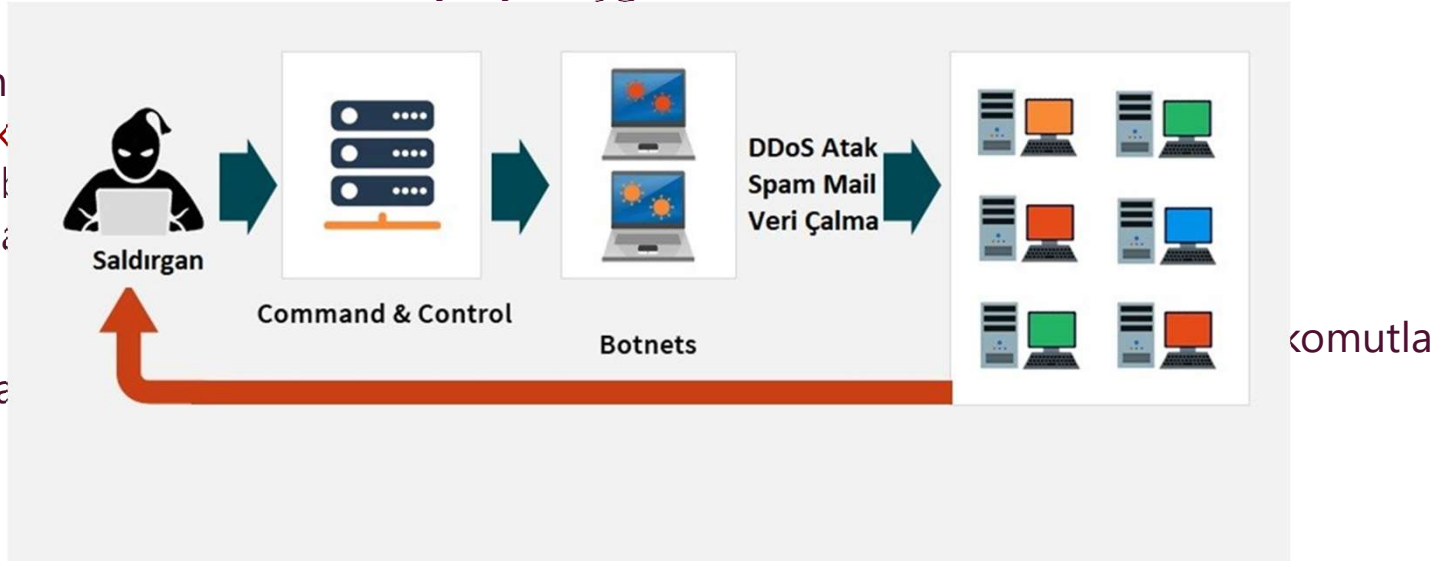 Saldırgan
Command & Control
Botnets
DDoS Atak
Spam Mail
Veri Çalma
komutla